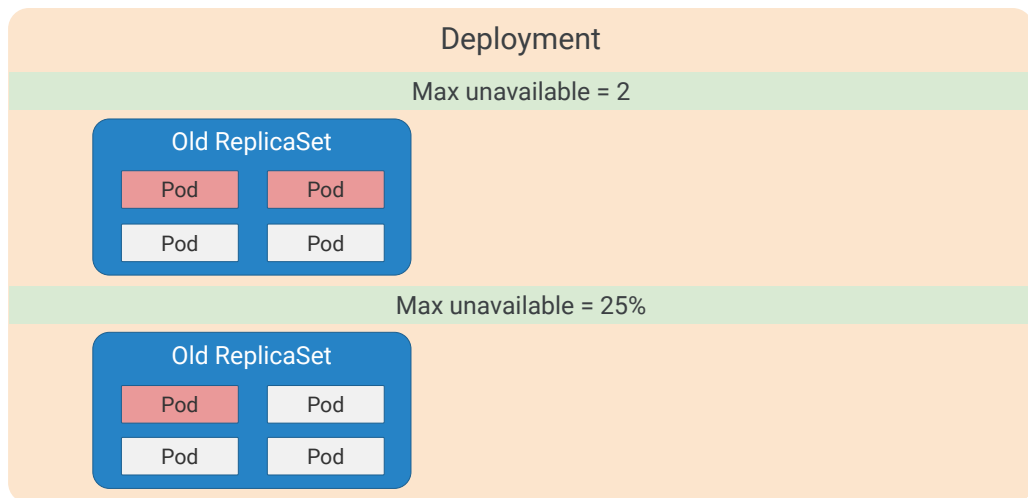 Deployment
Max unavailable = 2
Old ReplicaSet
Pod Pod
Pod Pod
Max unavailable = 25%
Old ReplicaSet
Pod Pod
Pod Pod